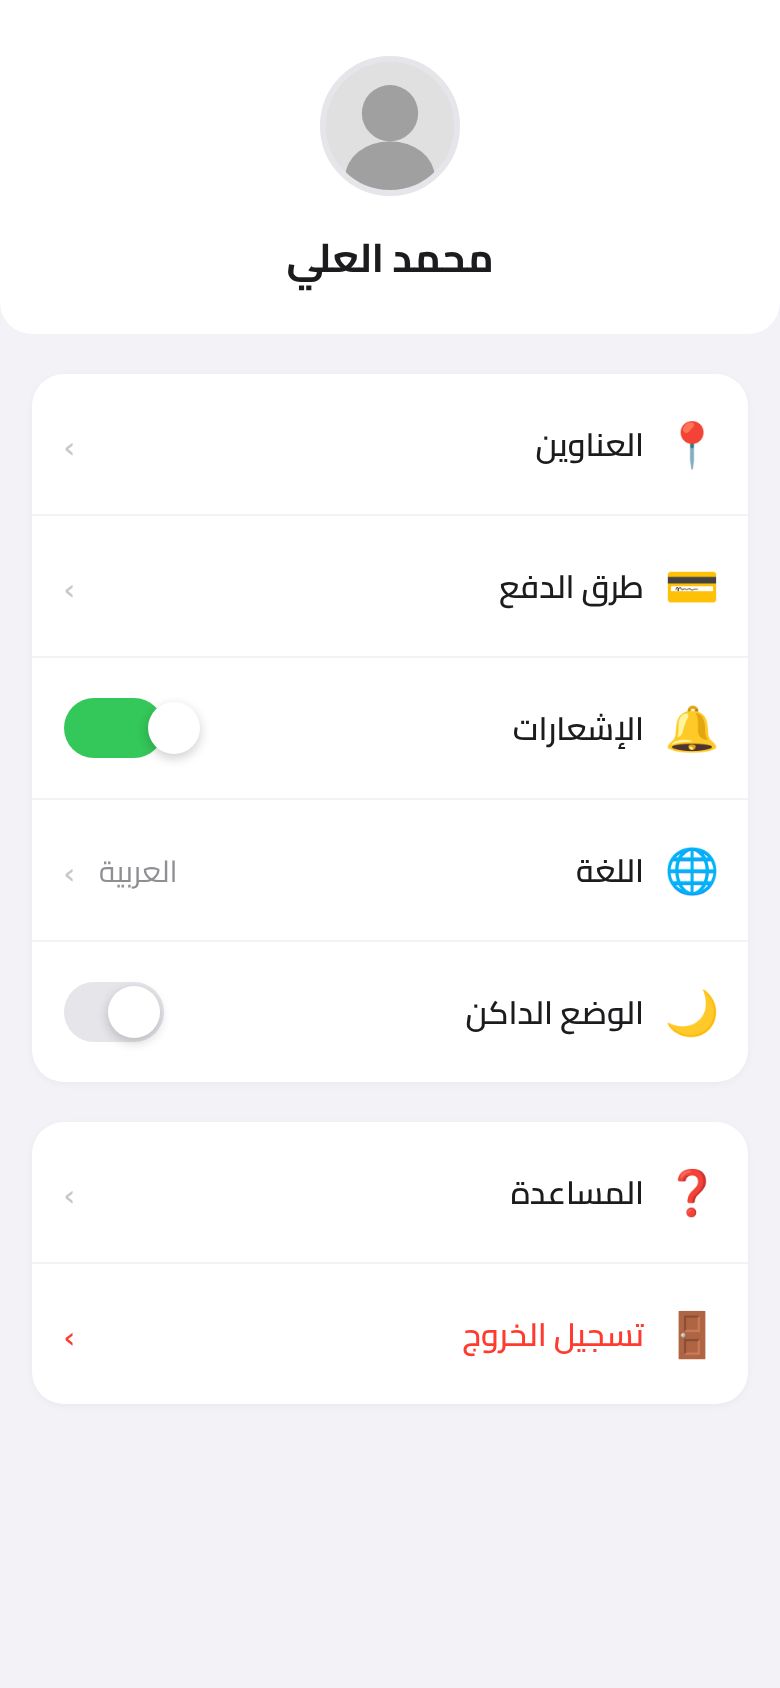 محمد العلي
العناوين
طرق الدفع
الإشعارات
اللغة العربية
الوضع الداكن
المساعدة
تسجيل الخروج